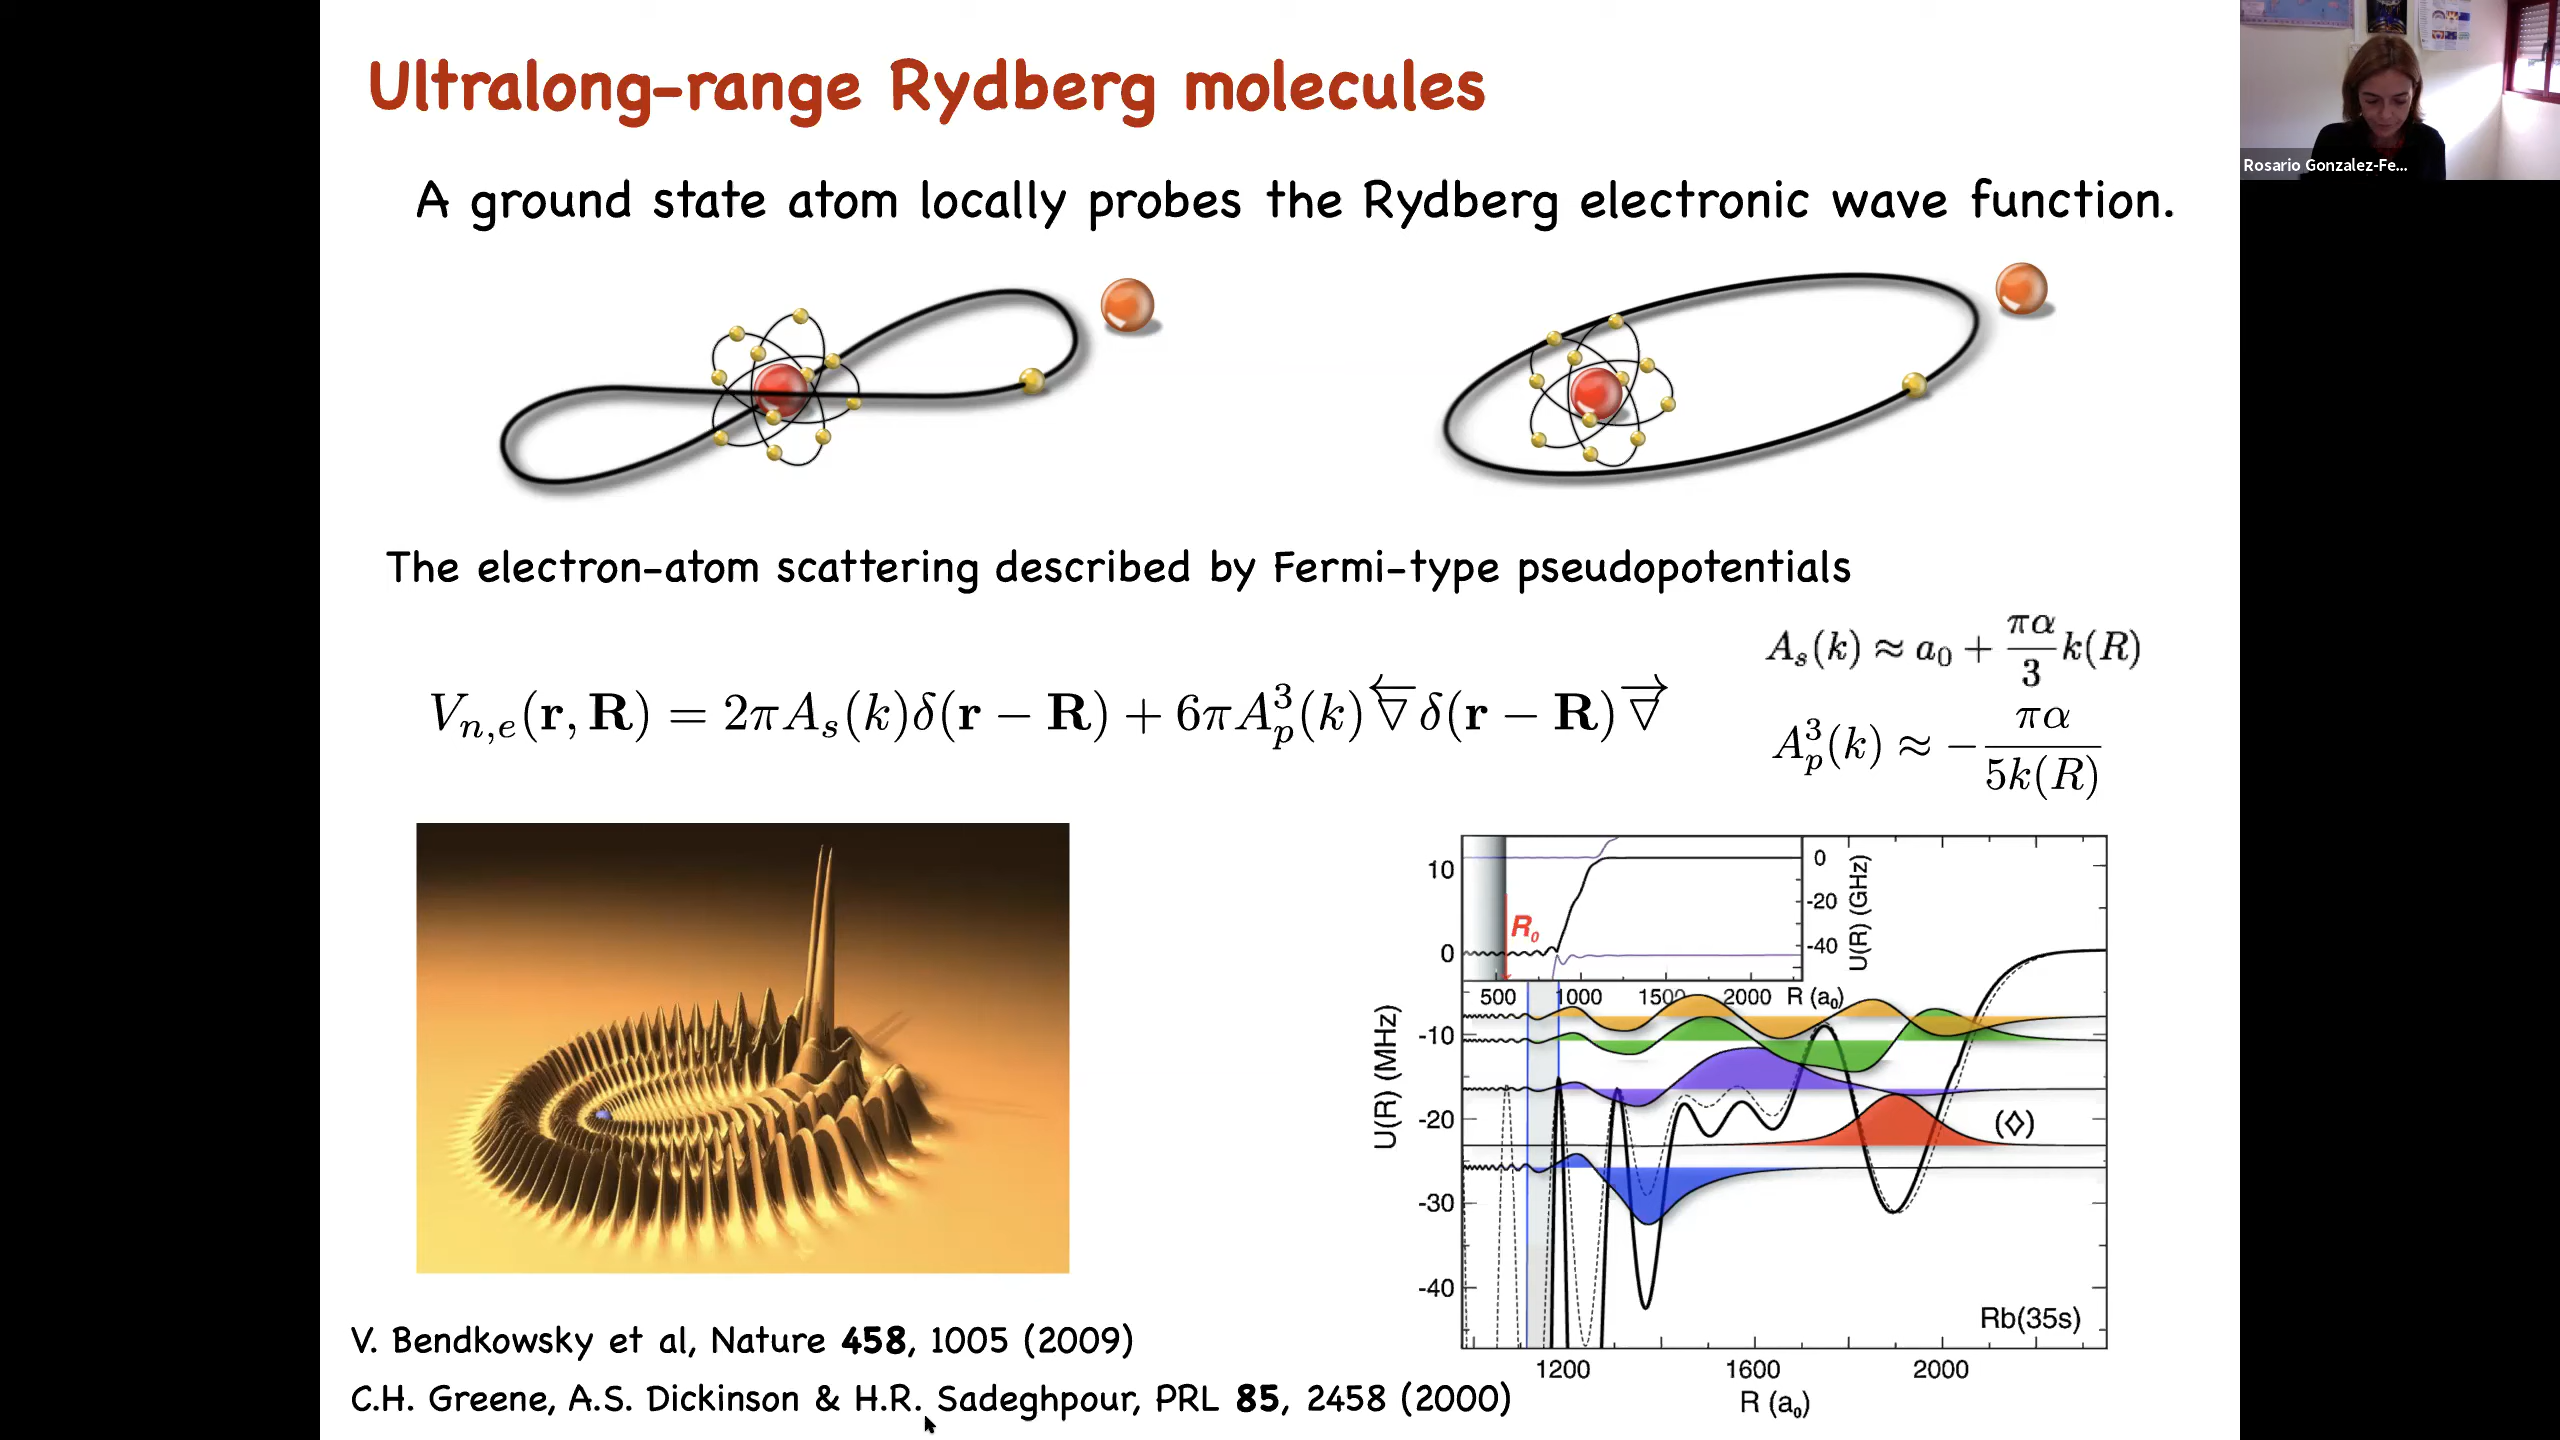 Ultralong-range Rydberg molecules
Rosario Gonzalez-Fe...
A ground state atom locally probes the Rydberg electronic wave function.
The electron-atom scattering described by Fermi-type pseudopotentials
A_s(k) ≈ a_0 + πα/3 k(R)
V_{n,e}(r, R) = 2πA_s(k)δ(r − R) + 6πA_p^3(k)∇⃖δ(r − R)∇⃗
A_p^3(k) ≈ − πα/5k(R)
10
0
-10
-20
-30
-40
U(R) (MHz)
R_0
0
-20
-40
U(R) (GHz)
500 1000 1500 2000 R (a_0)
(◊)
Rb(35s)
1200 1600 2000
R (a_0)
V. Bendkowsky et al, Nature 458, 1005 (2009)
C.H. Greene, A.S. Dickinson & H.R. Sadeghpour, PRL 85, 2458 (2000)